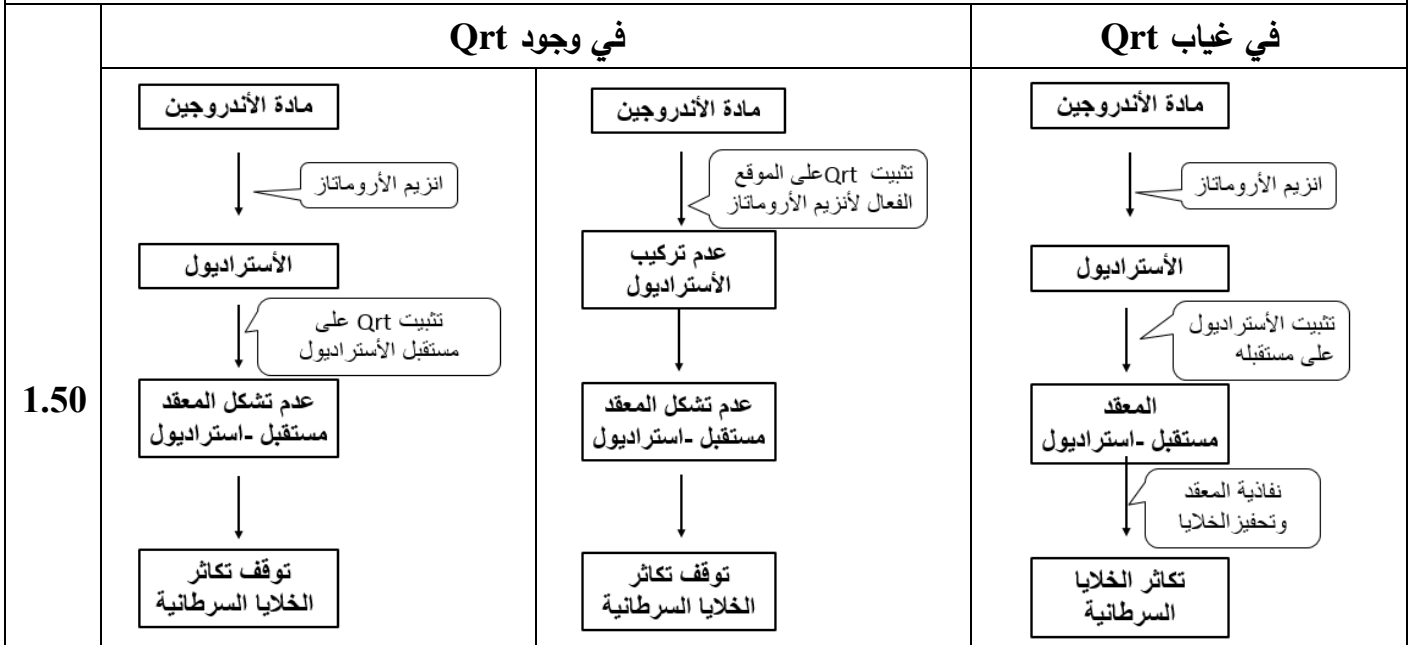 في غياب Qrt
في وجود Qrt
1.50
مادة الأندروجين
انزيم الأروماتاز
الأستراديول
تثبيت الأستراديول
على مستقبله
المعقد
مستقبل -استراديول
نفاذية المعقد
وتحفيز الخلايا
تكاثر الخلايا
السرطانية
مادة الأندروجين
تثبيت Qrt على الموقع
الفعال لأنزيم الأروماتاز
عدم تركيب
الأستراديول
عدم تشكل المعقد
مستقبل -استراديول
توقف تكاثر
الخلايا السرطانية
مادة الأندروجين
انزيم الأروماتاز
الأستراديول
تثبيت Qrt على
مستقبل الأستراديول
عدم تشكل المعقد
مستقبل -استراديول
توقف تكاثر
الخلايا السرطانية